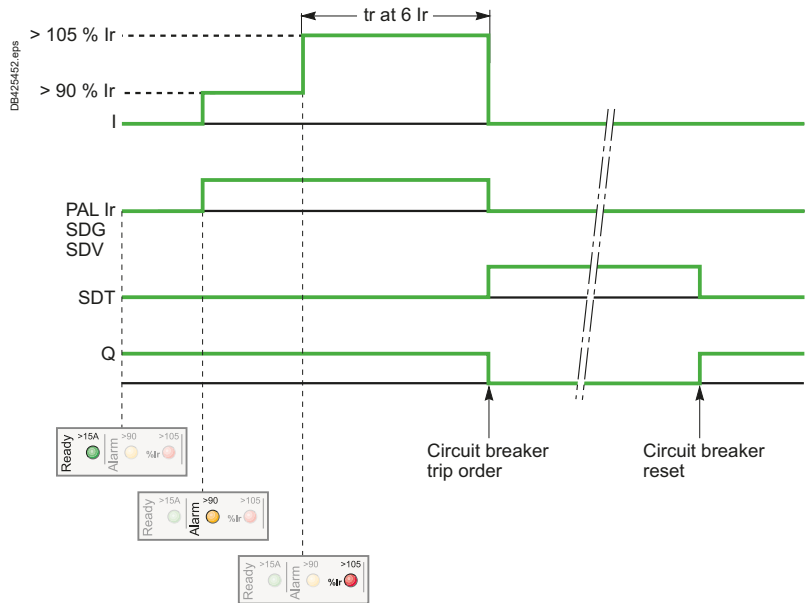 tr at 6 Ir
> 105 % Ir
DB425452.eps
> 90 % Ir
I
PAL Ir
SDG
SDV
SDT
Q
Circuit breaker
trip order
Circuit breaker
reset
Ready >15A Alarm >90 %Ir >105
Ready >15A Alarm >90 %Ir >105
Ready >15A Alarm >90 %Ir >105